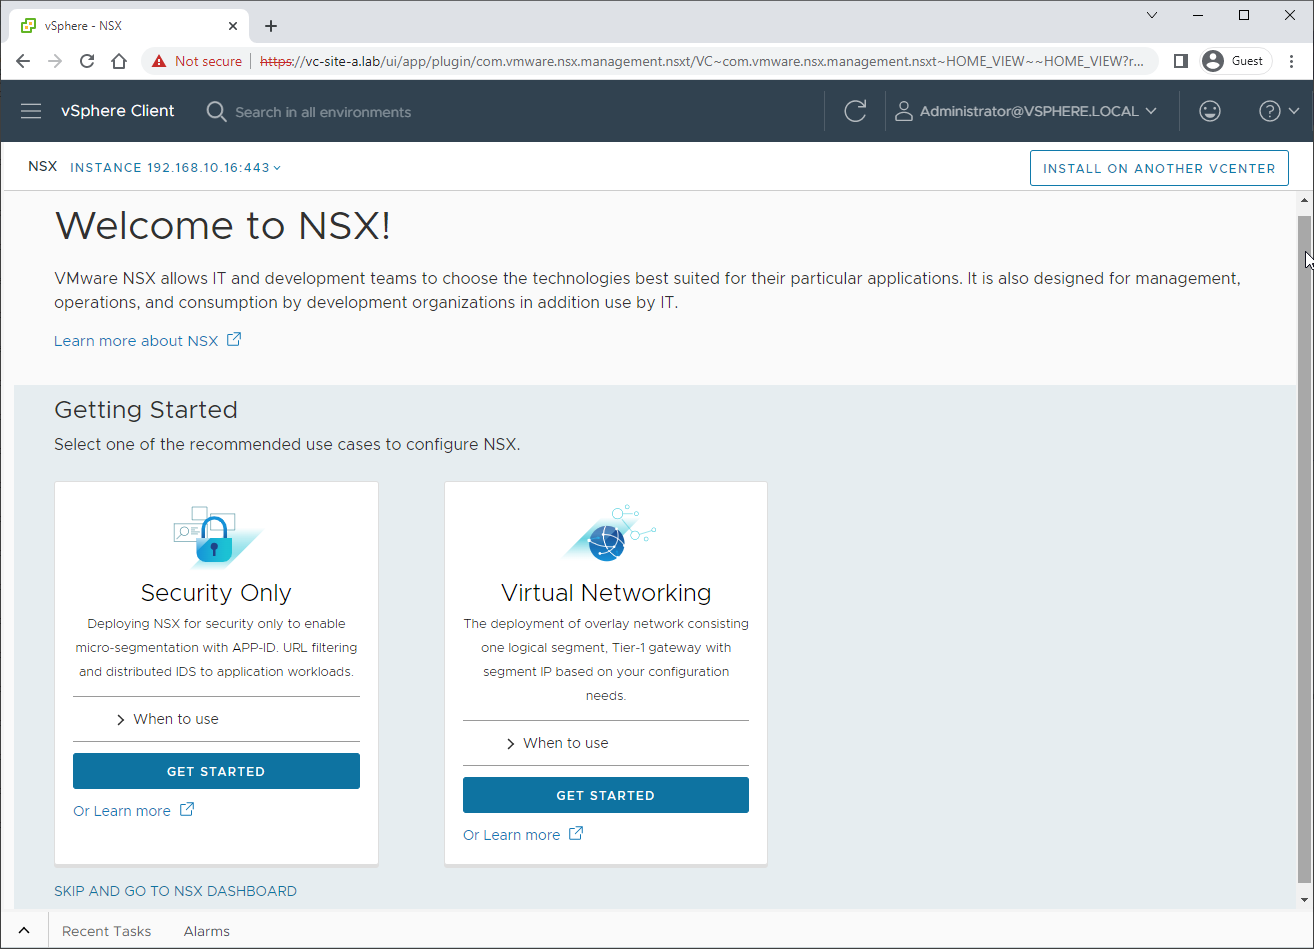 vSphere - NSX
Not secure
https://vc-site-a.lab/ui/app/plugin/com.vmware.nsx.management.nsxt/VC~com.vmware.nsx.management.nsxt~HOME_VIEW~~HOME_VIEW?r...
Guest
vSphere Client
Search in all environments
Administrator@VSPHERE.LOCAL
NSX
INSTANCE 192.168.10.16:443
INSTALL ON ANOTHER VCENTER
Welcome to NSX!
VMware NSX allows IT and development teams to choose the technologies best suited for their particular applications. It is also designed for management,
operations, and consumption by development organizations in addition use by IT.
Learn more about NSX
Getting Started
Select one of the recommended use cases to configure NSX.
Security Only
Deploying NSX for security only to enable
micro-segmentation with APP-ID. URL filtering
and distributed IDS to application workloads.
When to use
GET STARTED
Or Learn more
Virtual Networking
The deployment of overlay network consisting
one logical segment, Tier-1 gateway with
segment IP based on your configuration
needs.
When to use
GET STARTED
Or Learn more
SKIP AND GO TO NSX DASHBOARD
Recent Tasks
Alarms